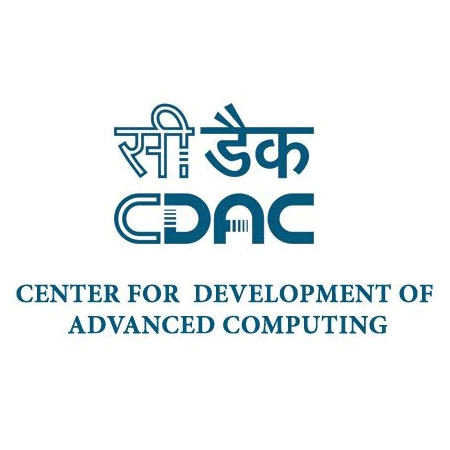 सी डैक
CDAC
CENTER FOR DEVELOPMENT OF
ADVANCED COMPUTING